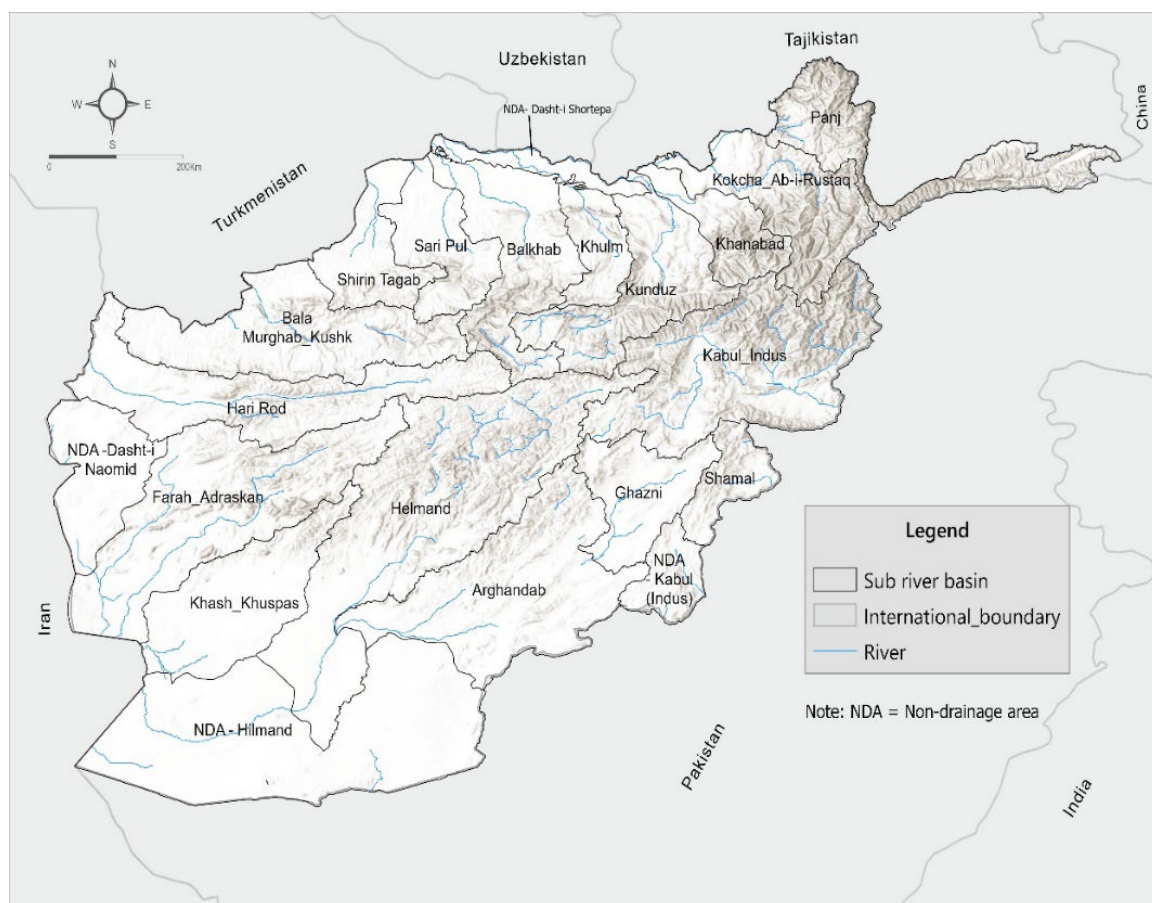 Tajikistan
Uzbekistan
N
W
E
S
0
200Km
China
NDA- Dasht-i Shortepa
Panj
Turkmenistan
Kokcha_Ab-i-Rustaq
Sari Pul
Balkhab
Khulm
Khanabad
Shirin Tagab
Kunduz
Bala
Murghab_Kushk
Kabul_Indus
Hari Rod
NDA -Dasht-i
Naomid
Farah_Adraskan
Helmand
Ghazni
Shamal
Arghandab
NDA
- Kabul
(Indus)
Khash_Khuspas
Iran
NDA - Hilmand
Legend
Sub river basin
International_boundary
River
Note: NDA = Non-drainage area
Pakistan
India